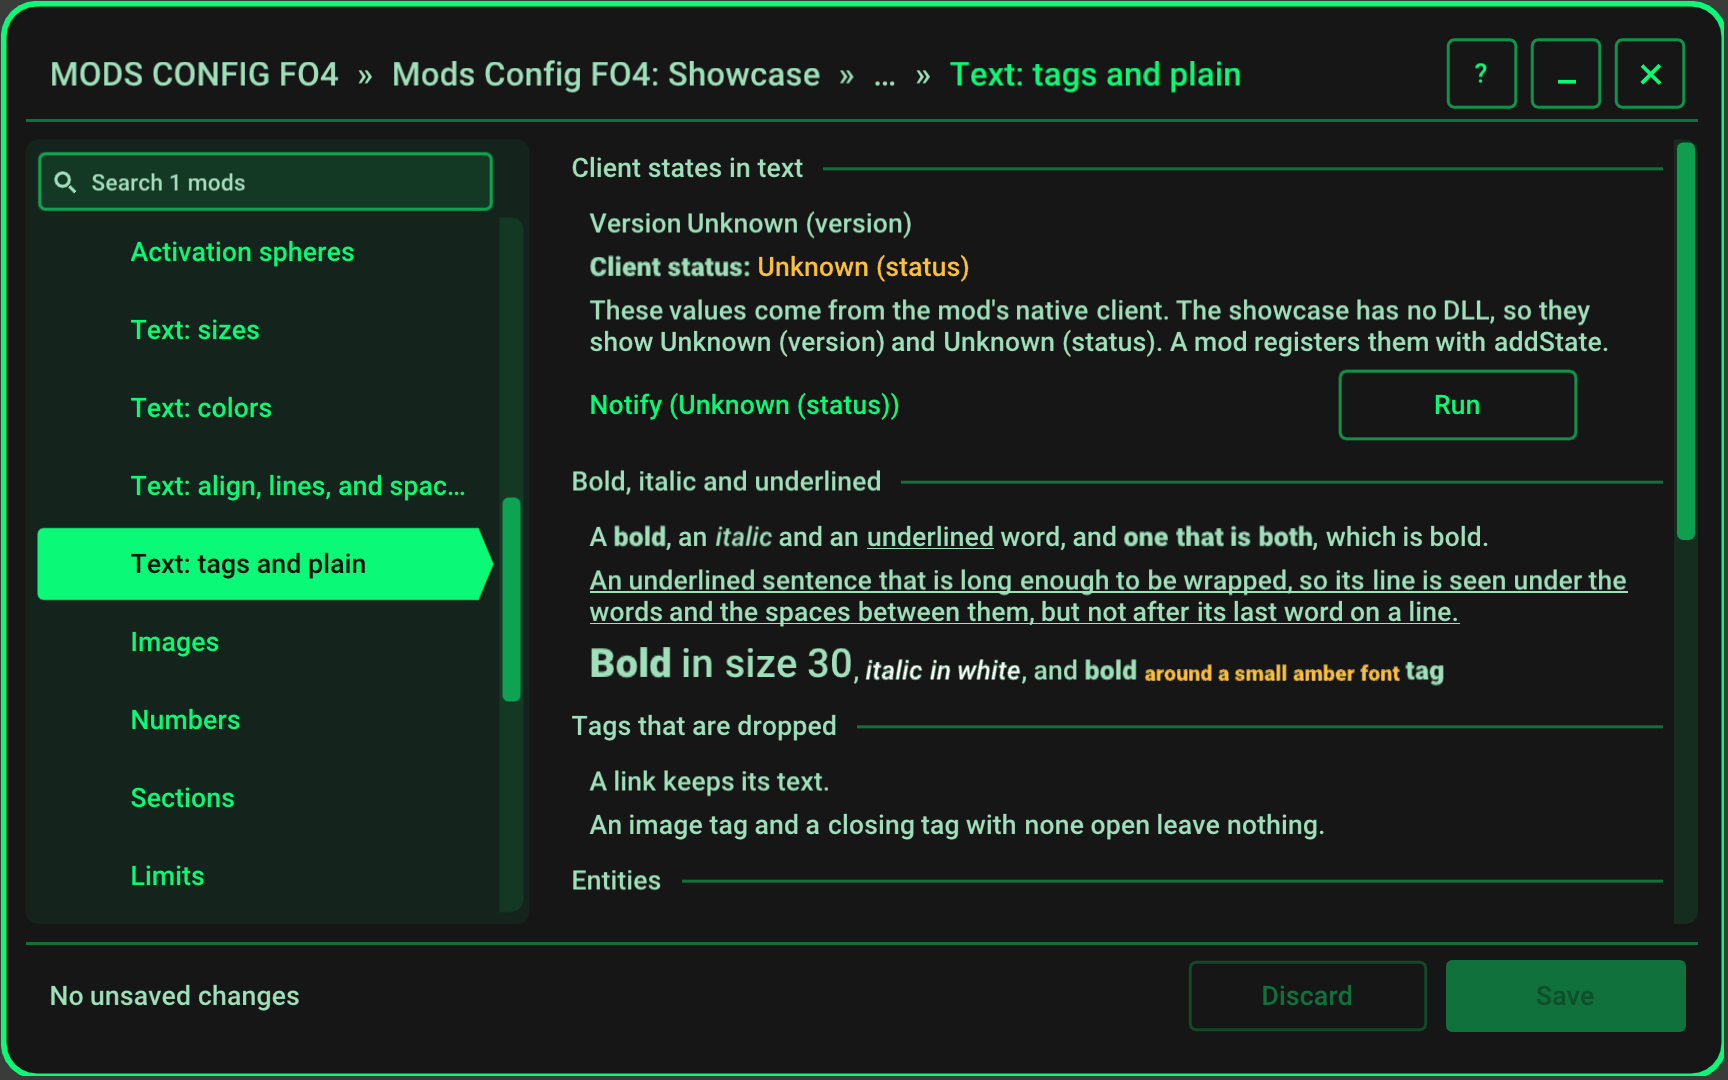 MODS CONFIG FO4 » Mods Config FO4: Showcase » ... » Text: tags and plain
?
Search 1 mods
Activation spheres
Text: sizes
Text: colors
Text: align, lines, and spac...
Text: tags and plain
Images
Numbers
Sections
Limits
Client states in text
Version Unknown (version)
Client status: Unknown (status)
These values come from the mod's native client. The showcase has no DLL, so they
show Unknown (version) and Unknown (status). A mod registers them with addState.
Notify (Unknown (status))
Run
Bold, italic and underlined
A bold, an italic and an underlined word, and one that is both, which is bold.
An underlined sentence that is long enough to be wrapped, so its line is seen under the
words and the spaces between them, but not after its last word on a line.
Bold in size 30, italic in white, and bold around a small amber font tag
Tags that are dropped
A link keeps its text.
An image tag and a closing tag with none open leave nothing.
Entities
No unsaved changes
Discard
Save